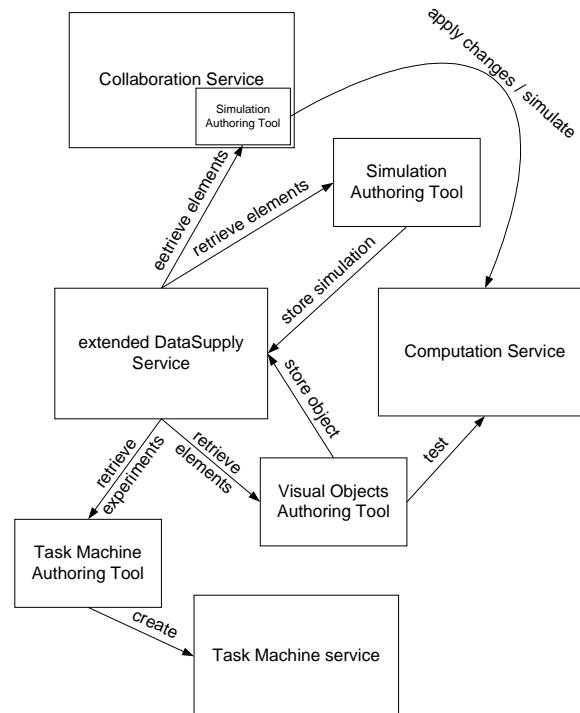 apply changes / simulate
Collaboration Service
Simulation
Authoring Tool
Simulation
Authoring Tool
eetrieve elements
retrieve elements
store simulation
extended DataSupply
Service
Computation Service
store object
retrieve
experiments
retrieve
elements
test
Visual Objects
Authoring Tool
Task Machine
Authoring Tool
create
Task Machine service